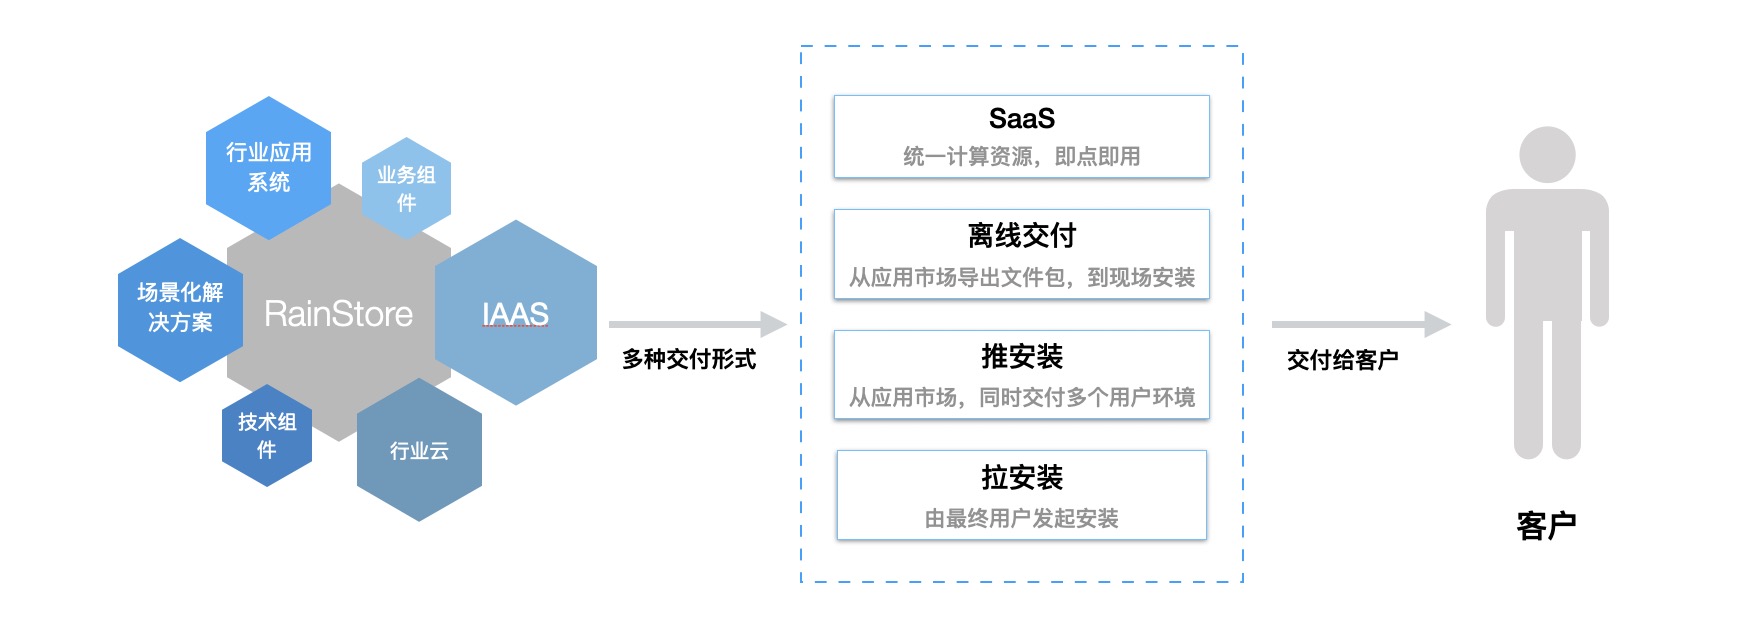 行业应用
系统
业务组
件
场景化解
决方案
RainStore
IAAS
技术组
件
行业云
多种交付形式
SaaS
统一计算资源，即点即用
离线交付
从应用市场导出文件包，到现场安装
推安装
从应用市场，同时交付多个用户环境
拉安装
由最终用户发起安装
交付给客户
客户